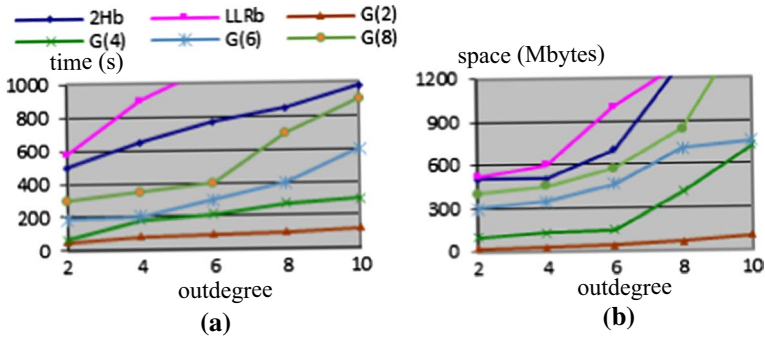 2Hb LLRb G(2)
G(4) G(6) G(8)
time (s)
1000
800
600
400
200
0
2 4 6 8 10
outdegree
(a)
space (Mbytes)
1200
900
600
300
0
2 4 6 8 10
outdegree
(b)